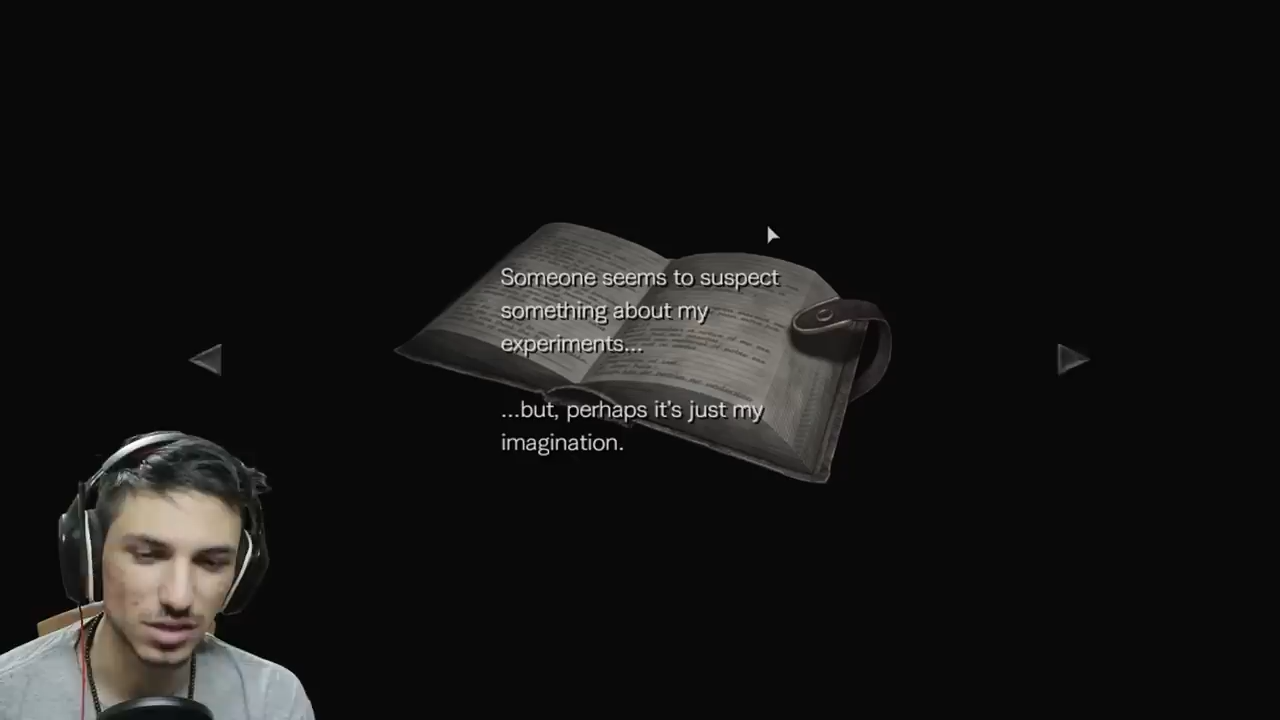 Someone seems to suspect
something about my
experiments...
...but, perhaps it's just my
imagination.